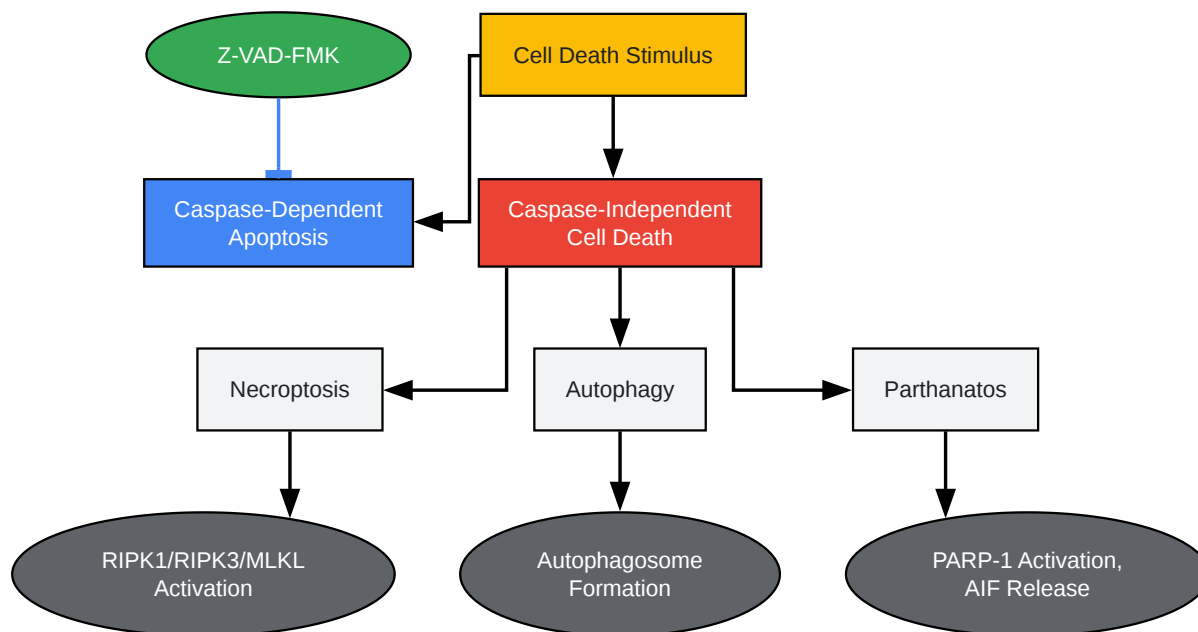 Z-VAD-FMK
Cell Death Stimulus
Caspase-Dependent
Apoptosis
Caspase-Independent
Cell Death
Necroptosis
Autophagy
Parthanatos
RIPK1/RIPK3/MLKL
Activation
Autophagosome
Formation
PARP-1 Activation,
AIF Release